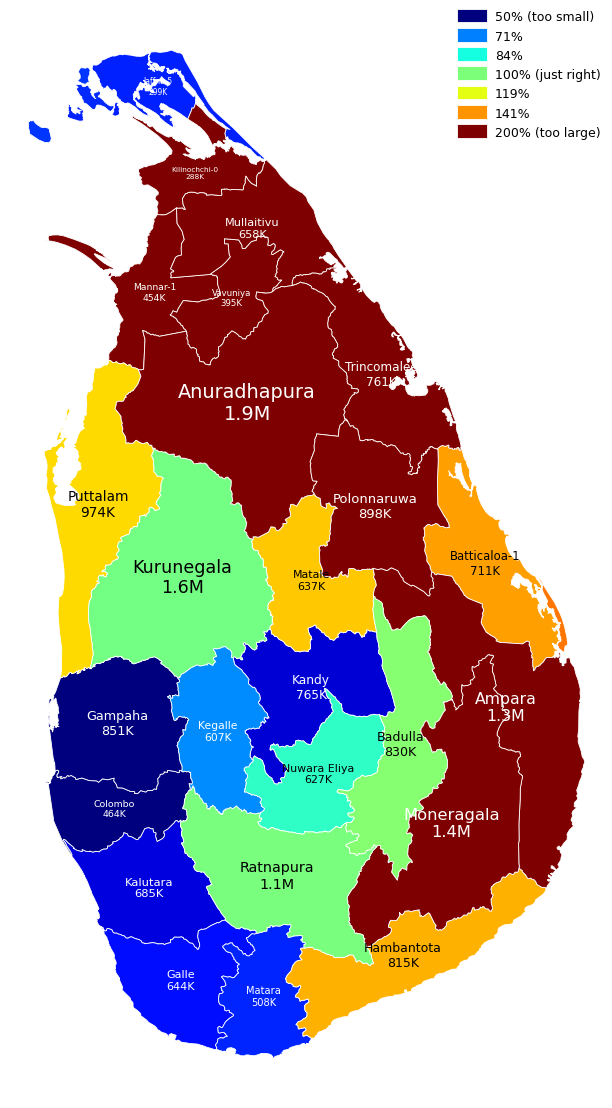 50% (too small)
71%
84%
100% (just right)
119%
141%
200% (too large)
299K
Kilinochchi-0
288K
Mullaitivu
658K
Mannar-1
454K
Vavuniya
395K
Trincomalee
761K
Anuradhapura
1.9M
Puttalam
974K
Polonnaruwa
898K
Kurunegala
1.6M
Matale
637K
Batticaloa-1
711K
Kandy
765K
Ampara
1.3M
Gampaha
851K
Kegalle
607K
Badulla
830K
Nuwara Eliya
627K
Colombo
464K
Moneragala
1.4M
Ratnapura
1.1M
Kalutara
685K
Hambantota
815K
Galle
644K
Matara
508K